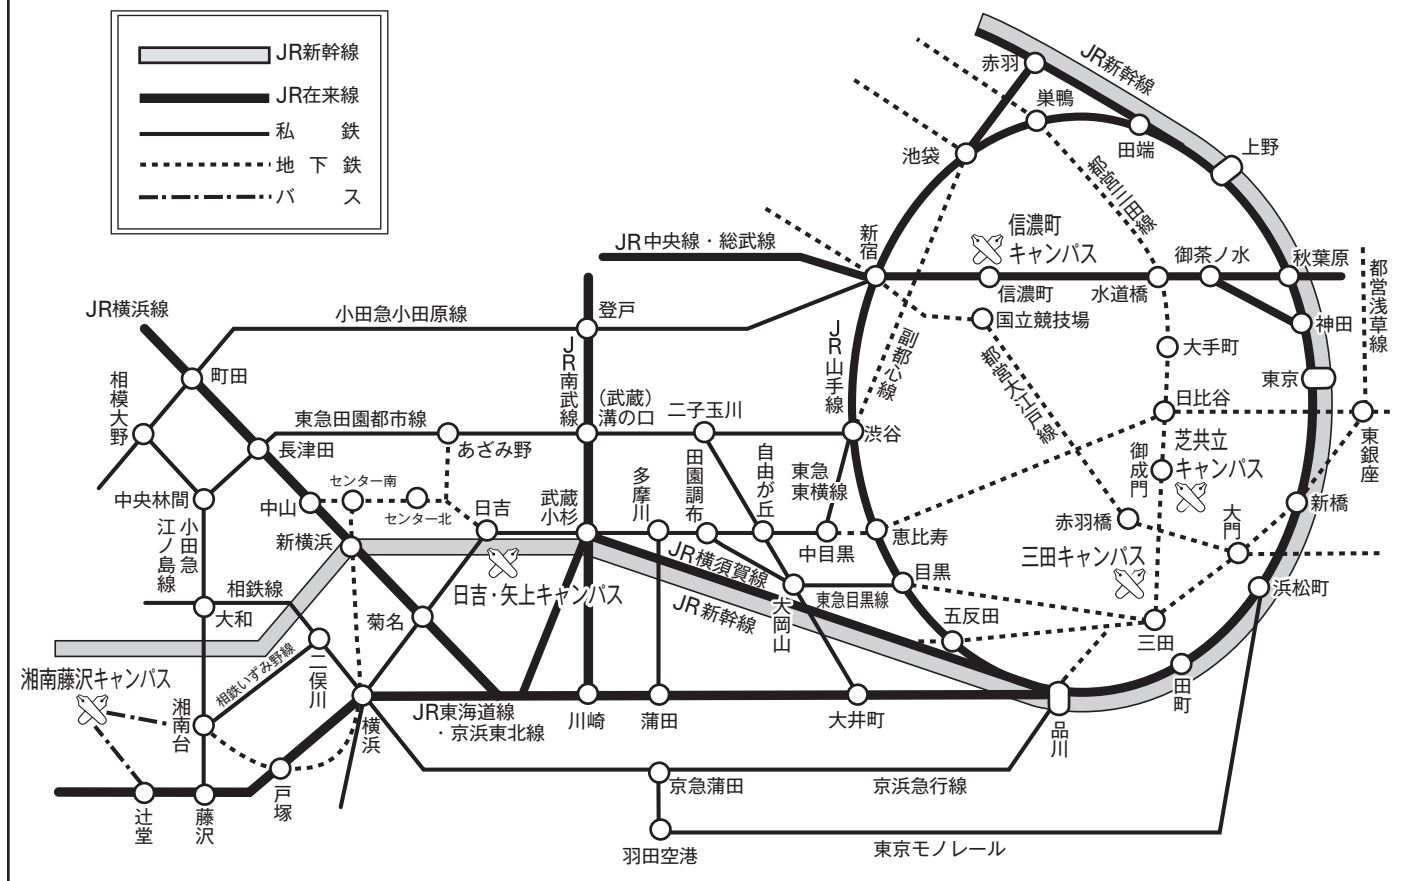 JR新幹線
JR在来線
私　鉄
地下鉄
バ　ス
赤羽
JR新幹線
巣鴨
田端
上野
池袋
都営三田線
新宿
信濃町
キャンパス
JR中央線・総武線
信濃町
水道橋
御茶ノ水
秋葉原
都営浅草線
神田
国立競技場
都営大江戸線
大手町
東京
日比谷
東銀座
JR山手線
副都心線
JR横浜線
小田急小田原線
登戸
町田
相模大野
JR南武線
(武蔵)
溝の口
二子玉川
渋谷
東急田園都市線
長津田
あざみ野
芝共立
キャンパス
御成門
中央林間
小田急
江ノ島線
センター南
センター北
中山
日吉
武蔵
小杉
多摩川
田園調布
自由が丘
東急
東横線
中目黒
恵比寿
赤羽橋
大門
新橋
新横浜
三田キャンパス
浜松町
相鉄線
日吉・矢上キャンパス
JR横須賀線
JR新幹線
大岡山
東急目黒線
目黒
五反田
三田
大和
菊名
二俣川
相鉄いずみ野線
湘南藤沢キャンパス
湘南台
横浜
JR東海道線
・京浜東北線
川崎
蒲田
大井町
品川
田町
戸塚
辻堂
藤沢
京急蒲田
京浜急行線
羽田空港
東京モノレール